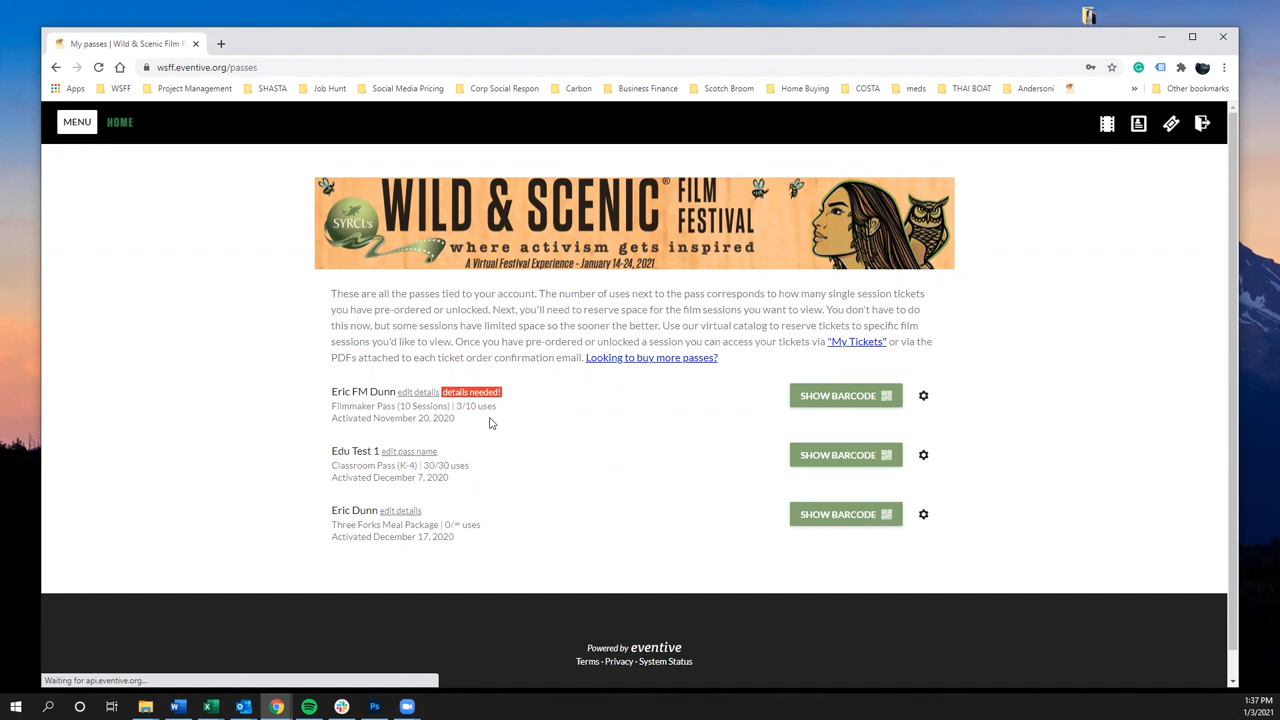 My passes | Wild & Scenic Film F
wsff.eventive.org/passes
Apps WSFF Project Management SHASTA Job Hunt Social Media Pricing Corp Social Respon Carbon Business Finance Scotch Broom Home Buying COSTA meds THAI BOAT Andersoni » Other bookmarks
MENU HOME
SYRCL's WILD & SCENIC® FILM FESTIVAL
where activism gets inspired
A Virtual Festival Experience - January 14-24, 2021
These are all the passes tied to your account. The number of uses next to the pass corresponds to how many single session tickets
you have pre-ordered or unlocked. Next, you'll need to reserve space for the film sessions you want to view. You don't have to do
this now, but some sessions have limited space so the sooner the better. Use our virtual catalog to reserve tickets to specific film
sessions you'd like to view. Once you have pre-ordered or unlocked a session you can access your tickets via "My Tickets" or via the
PDFs attached to each ticket order confirmation email. Looking to buy more passes?
Eric FM Dunn edit details details needed!
Filmmaker Pass (10 Sessions) | 3/10 uses
Activated November 20, 2020
SHOW BARCODE
Edu Test 1 edit pass name
Classroom Pass (K-4) | 30/30 uses
Activated December 7, 2020
SHOW BARCODE
Eric Dunn edit details
Three Forks Meal Package | 0/∞ uses
Activated December 17, 2020
SHOW BARCODE
Powered by eventive
Terms · Privacy · System Status
Waiting for api.eventive.org...
1:37 PM
1/3/2021